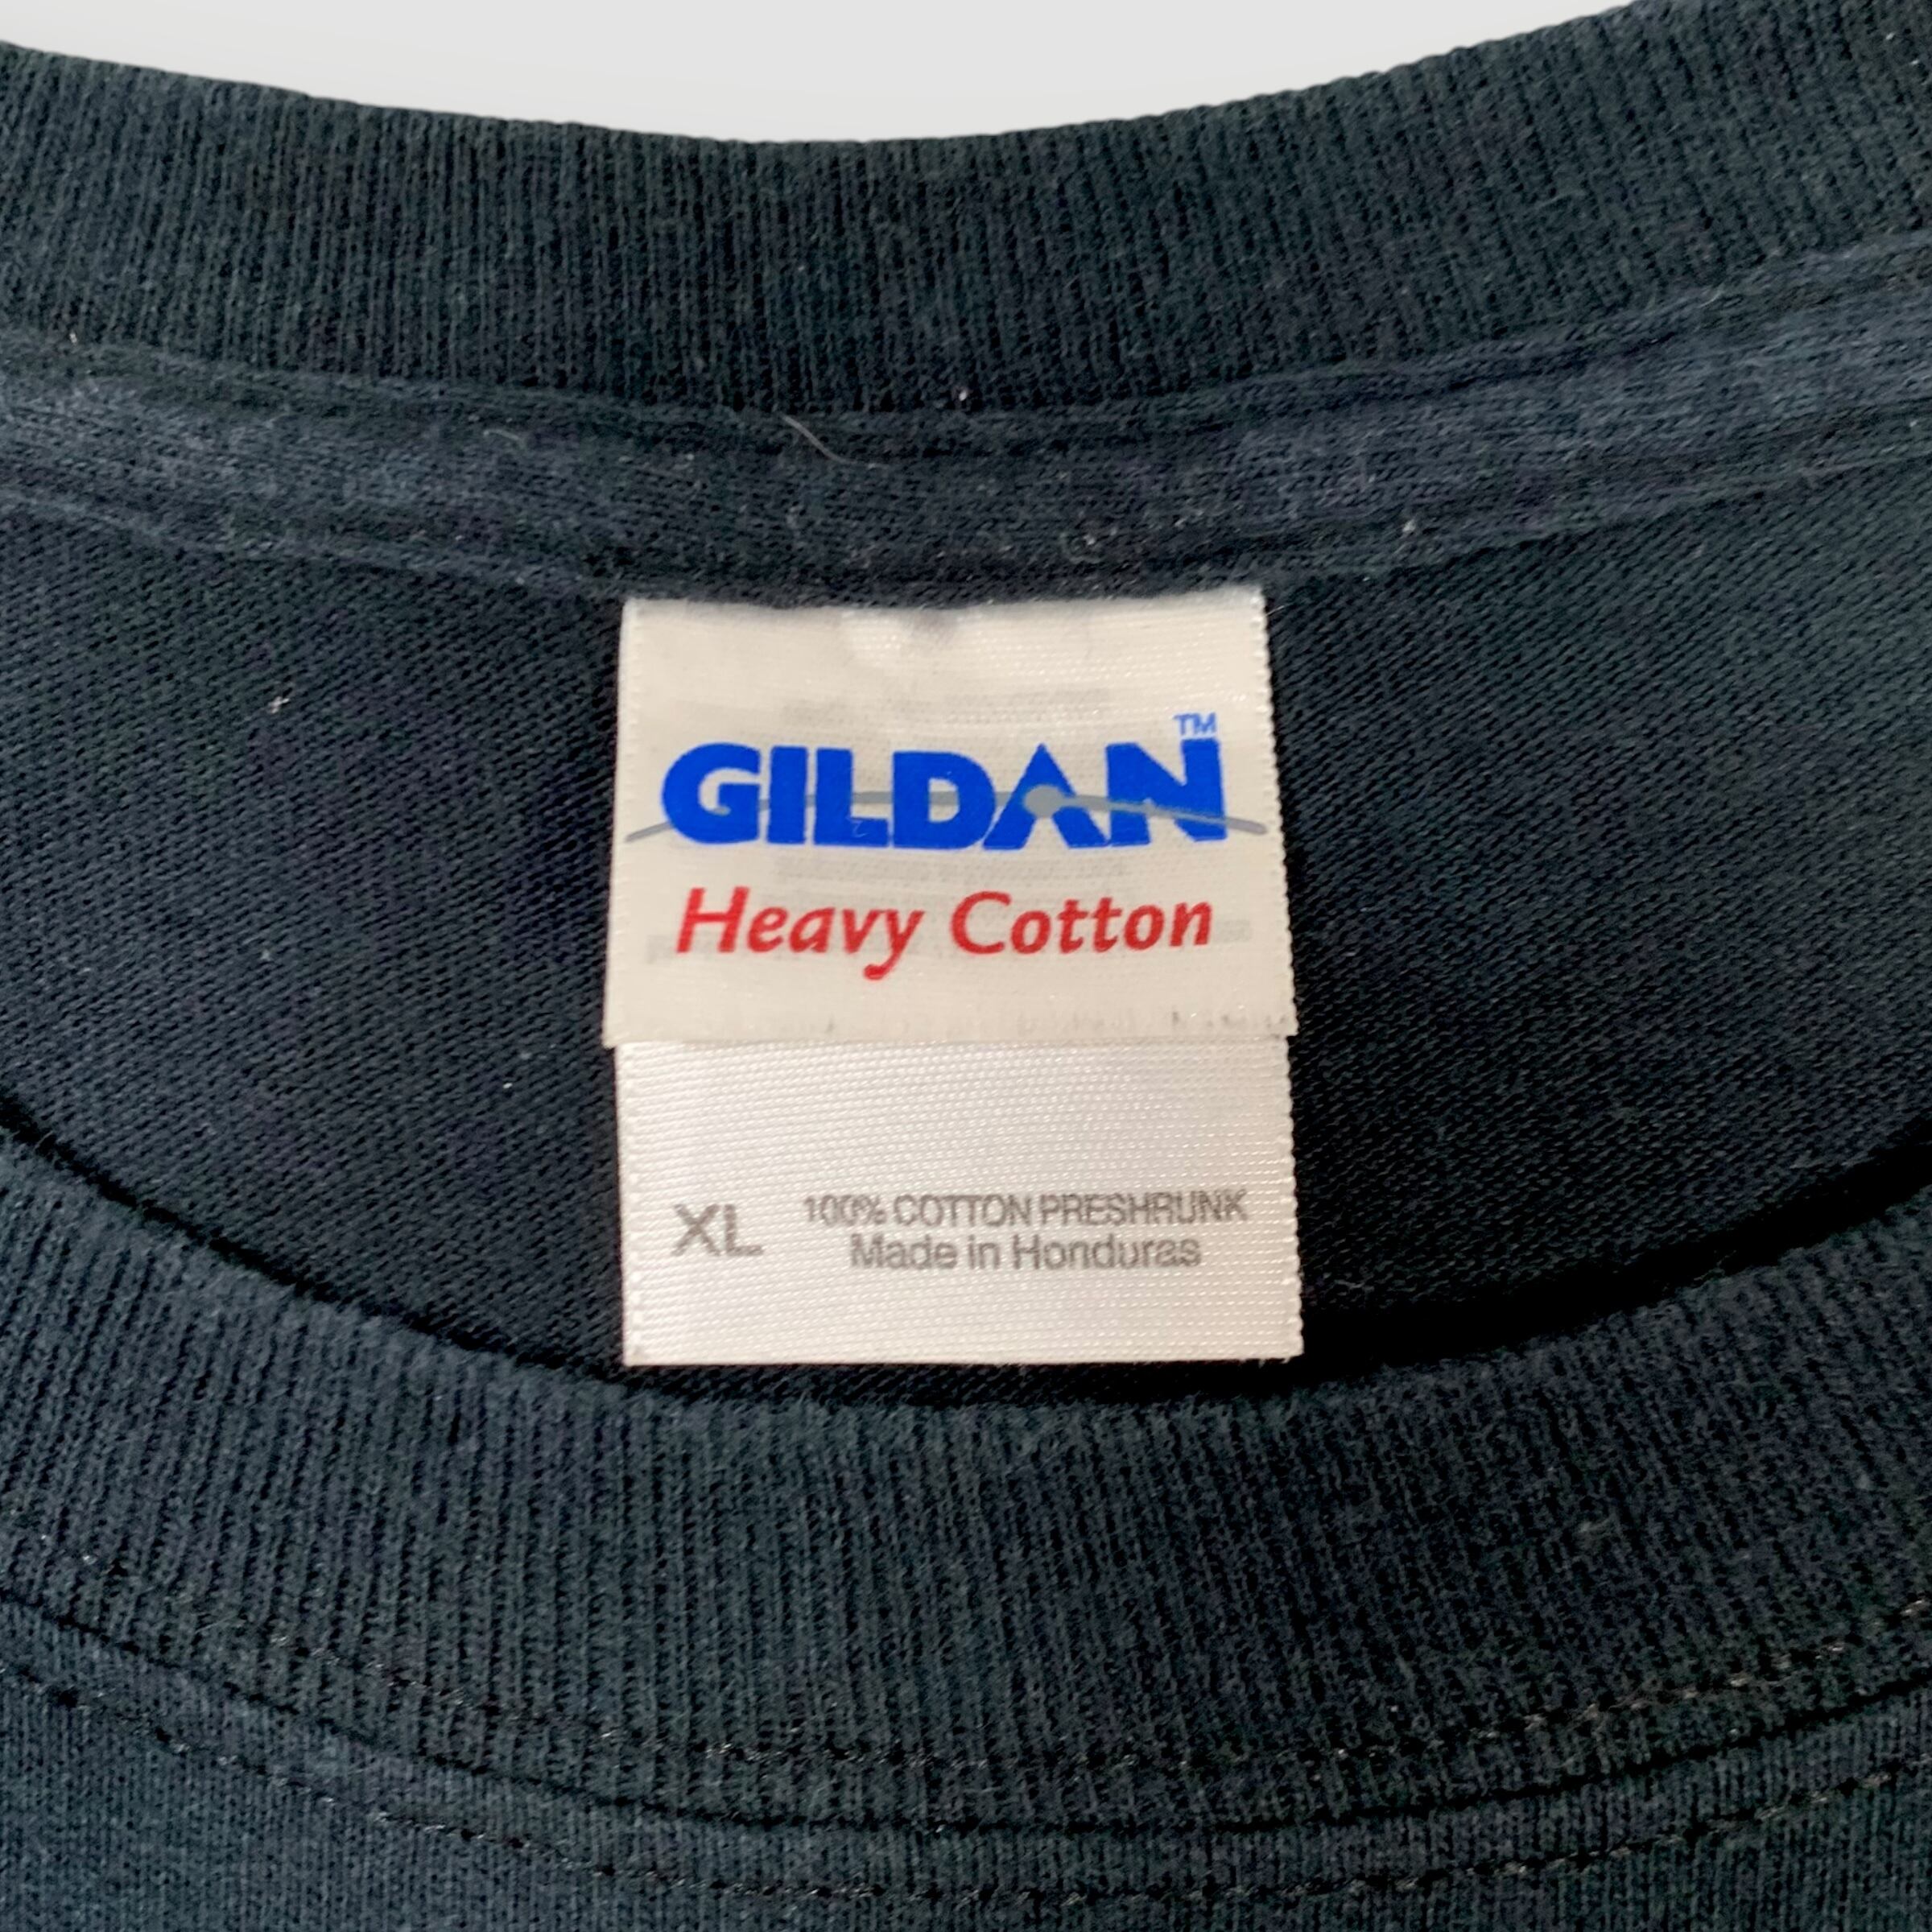 GILDAN™
Heavy Cotton
XL 100% COTTON PRESHRUNK
Made in Honduras